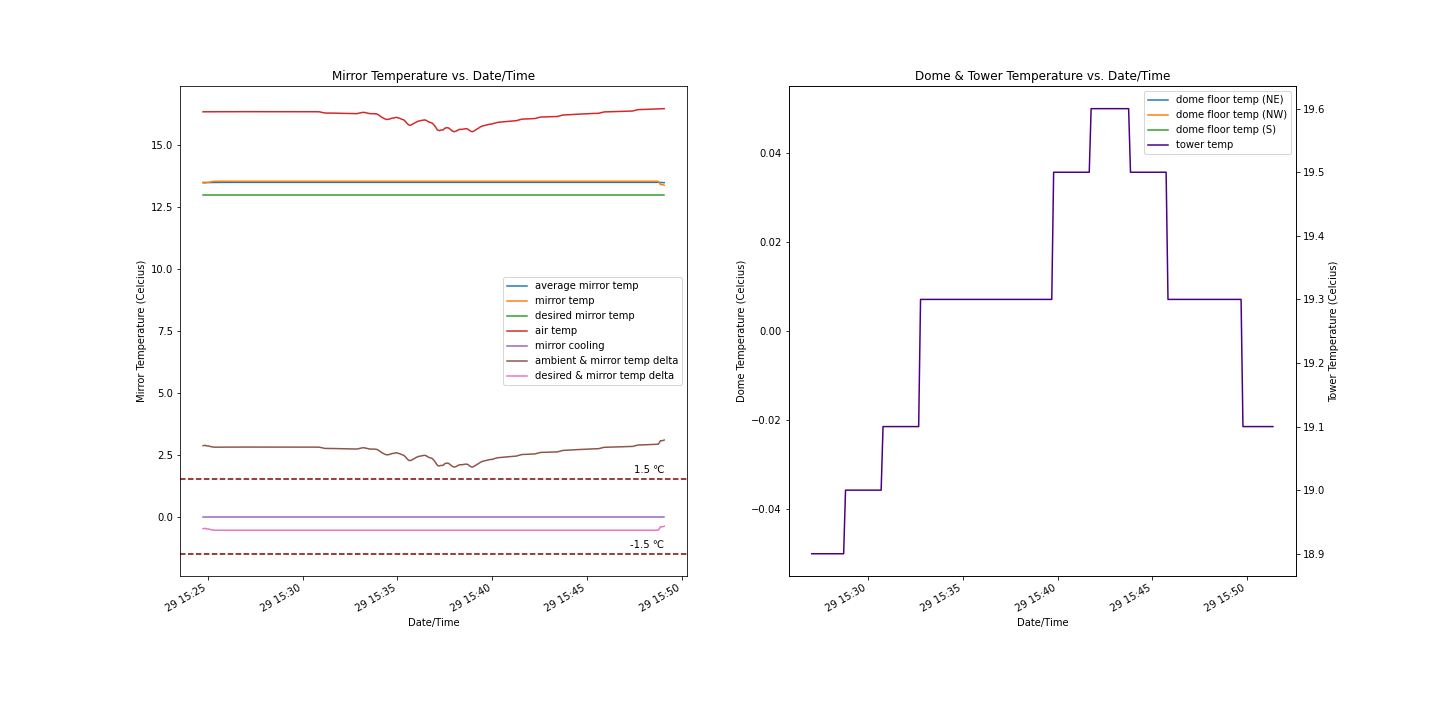 Mirror Temperature vs. Date/Time
Mirror Temperature (Celcius)
15.0
12.5
10.0
7.5
5.0
2.5
0.0
average mirror temp
mirror temp
desired mirror temp
air temp
mirror cooling
ambient & mirror temp delta
desired & mirror temp delta
1.5 °C
-1.5 °C
29 15:25
29 15:30
29 15:35
29 15:40
29 15:45
29 15:50
Date/Time
Dome & Tower Temperature vs. Date/Time
Dome Temperature (Celcius)
0.04
0.02
0.00
−0.02
−0.04
dome floor temp (NE)
dome floor temp (NW)
dome floor temp (S)
tower temp
19.6
19.5
19.4
19.3
19.2
19.1
19.0
18.9
Tower Temperature (Celcius)
29 15:30
29 15:35
29 15:40
29 15:45
29 15:50
Date/Time